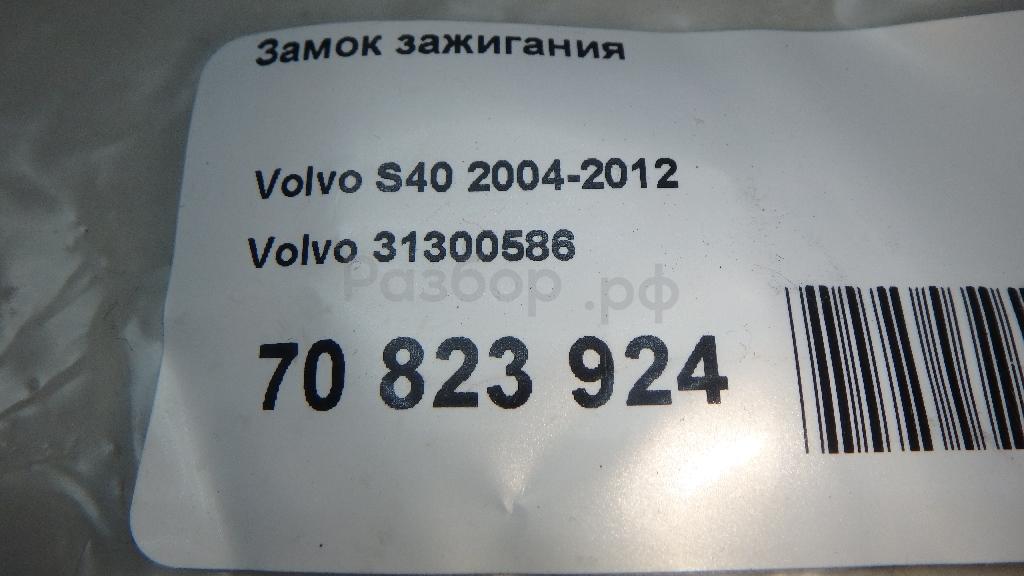 Замок зажигания
Volvo S40 2004-2012
Volvo 31300586
Разбор.рф
70 823 924